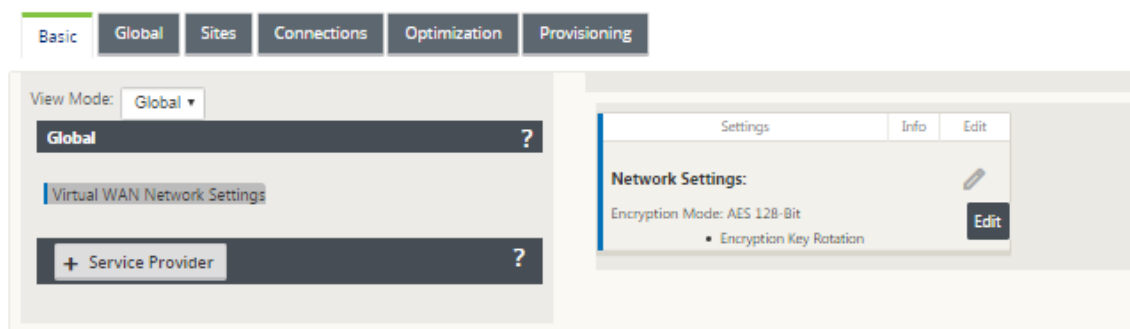 Basic Global Sites Connections Optimization Provisioning
View Mode: Global ▾
Global ?
Virtual WAN Network Settings
+ Service Provider ?
Settings Info Edit
Network Settings:
Encryption Mode: AES 128-Bit
Edit
• Encryption Key Rotation